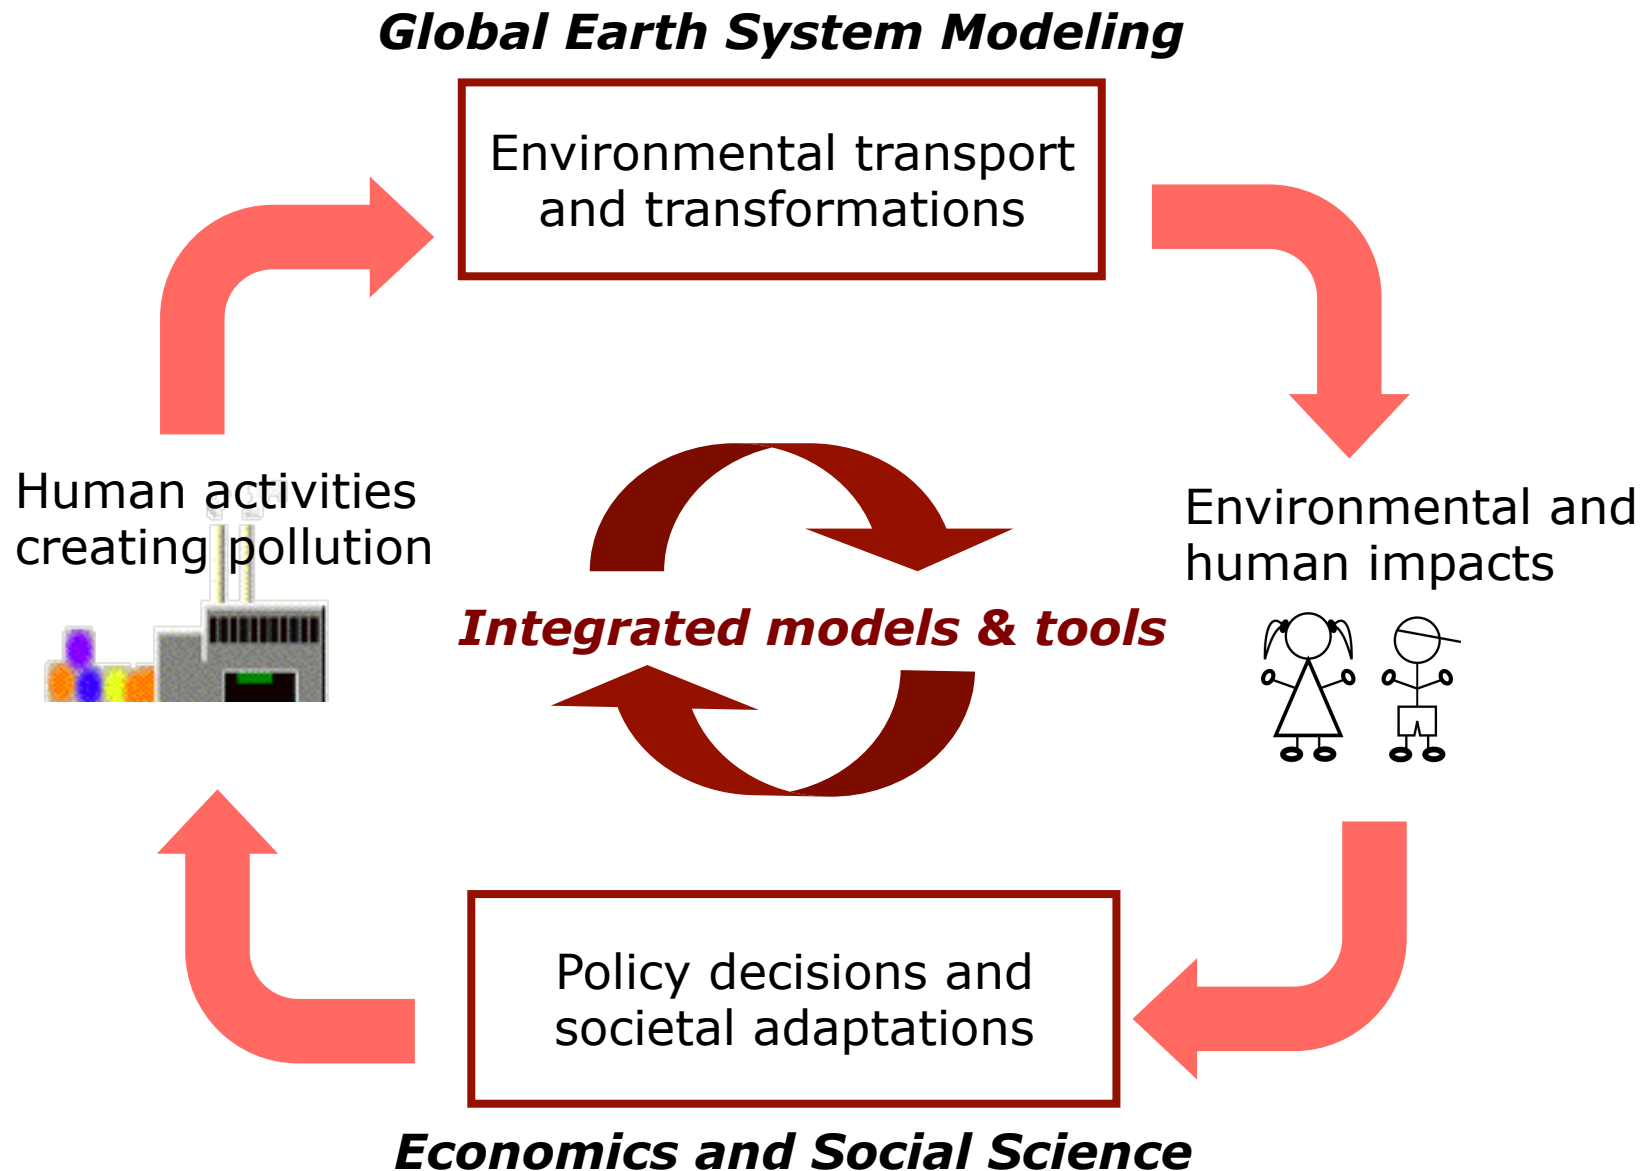 Global Earth System Modeling
Environmental transport
and transformations
Human activities
creating pollution
Environmental and
human impacts
Integrated models & tools
Policy decisions and
societal adaptations
Economics and Social Science